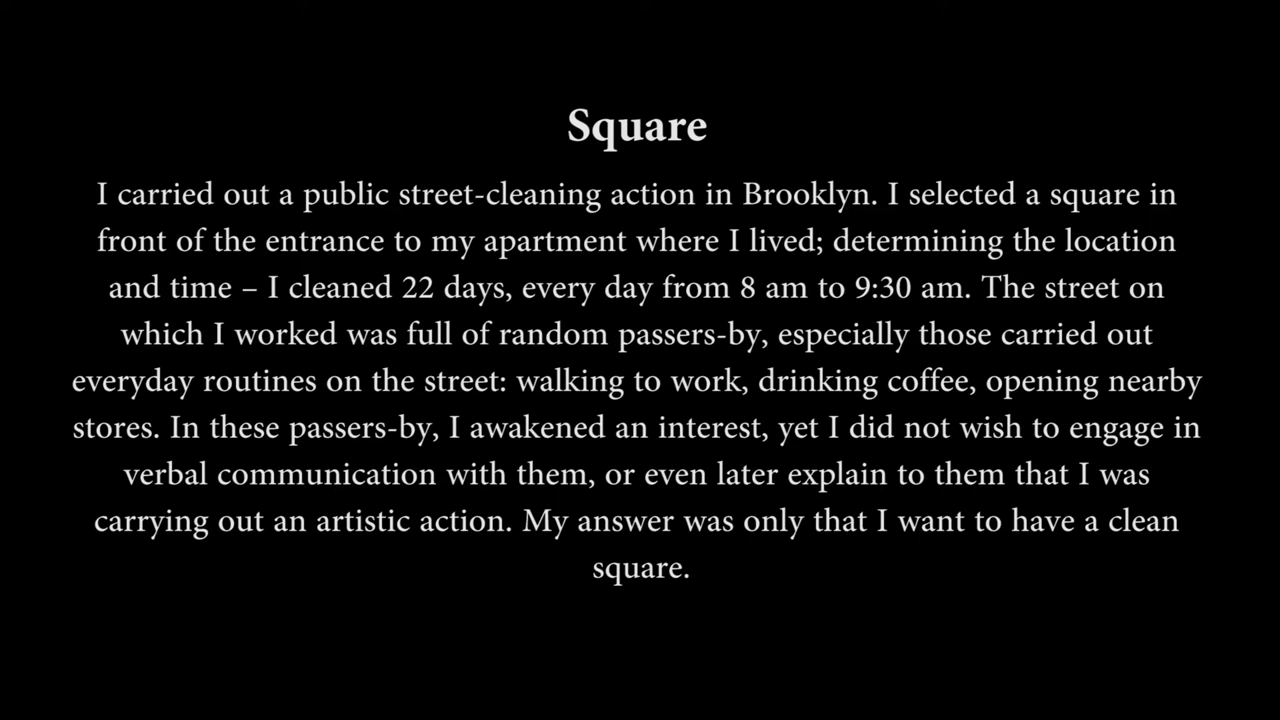 Square
I carried out a public street-cleaning action in Brooklyn. I selected a square in
front of the entrance to my apartment where I lived; determining the location
and time – I cleaned 22 days, every day from 8 am to 9:30 am. The street on
which I worked was full of random passers-by, especially those carried out
everyday routines on the street: walking to work, drinking coffee, opening nearby
stores. In these passers-by, I awakened an interest, yet I did not wish to engage in
verbal communication with them, or even later explain to them that I was
carrying out an artistic action. My answer was only that I want to have a clean
square.